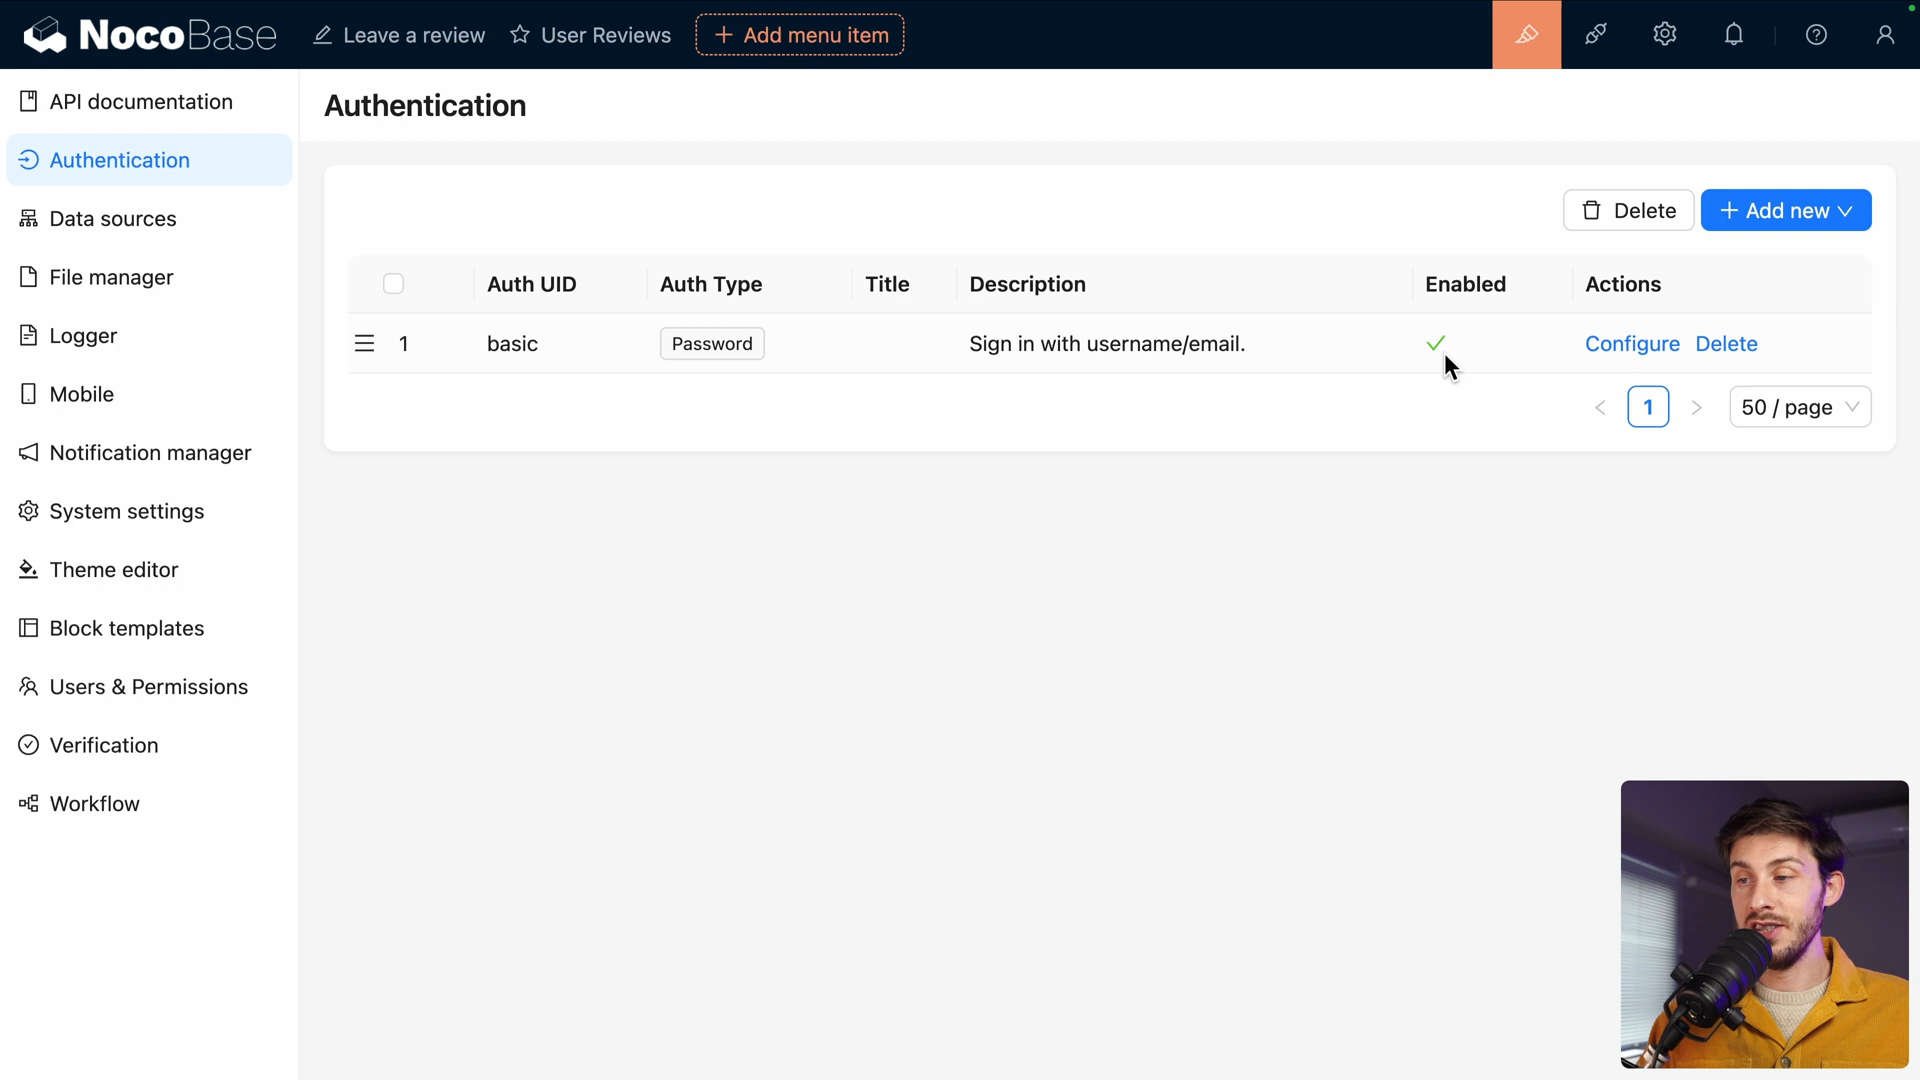 NocoBase
Leave a review
User Reviews
+ Add menu item
API documentation
Authentication
Data sources
File manager
Logger
Mobile
Notification manager
System settings
Theme editor
Block templates
Users & Permissions
Verification
Workflow
Authentication
Delete
+ Add new
Auth UID Auth Type Title Description Enabled Actions
1 basic Password Sign in with username/email. Configure Delete
< 1 > 50 / page